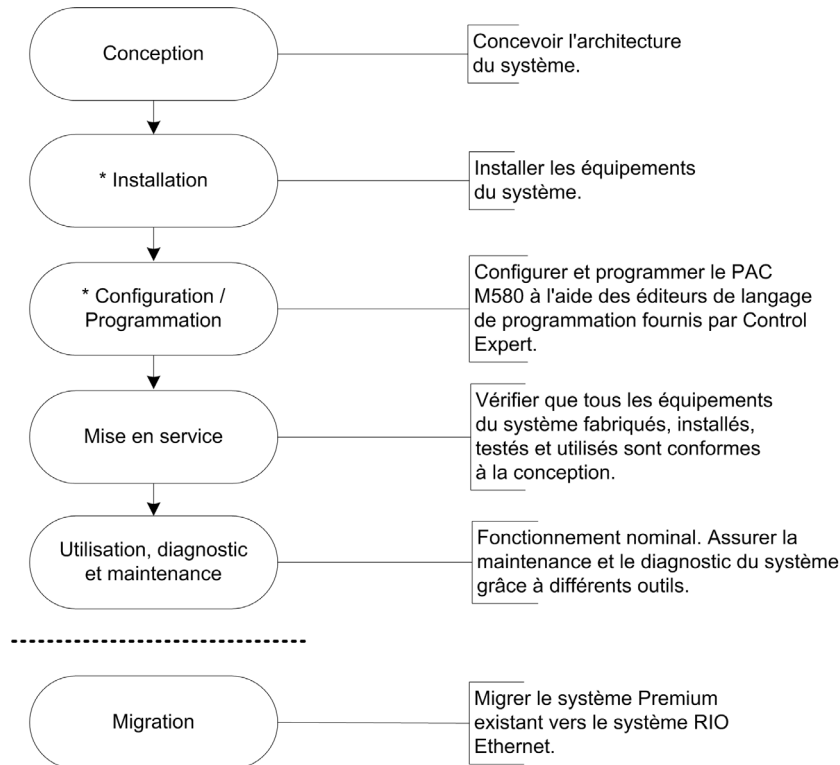 Conception
Concevoir l'architecture
du système.
* Installation
Installer les équipements
du système.
* Configuration /
Programmation
Configurer et programmer le PAC
M580 à l'aide des éditeurs de langage
de programmation fournis par Control
Expert.
Mise en service
Vérifier que tous les équipements
du système fabriqués, installés,
testés et utilisés sont conformes
à la conception.
Utilisation, diagnostic
et maintenance
Fonctionnement nominal. Assurer la
maintenance et le diagnostic du système
grâce à différents outils.
Migration
Migrer le système Premium
existant vers le système RIO
Ethernet.